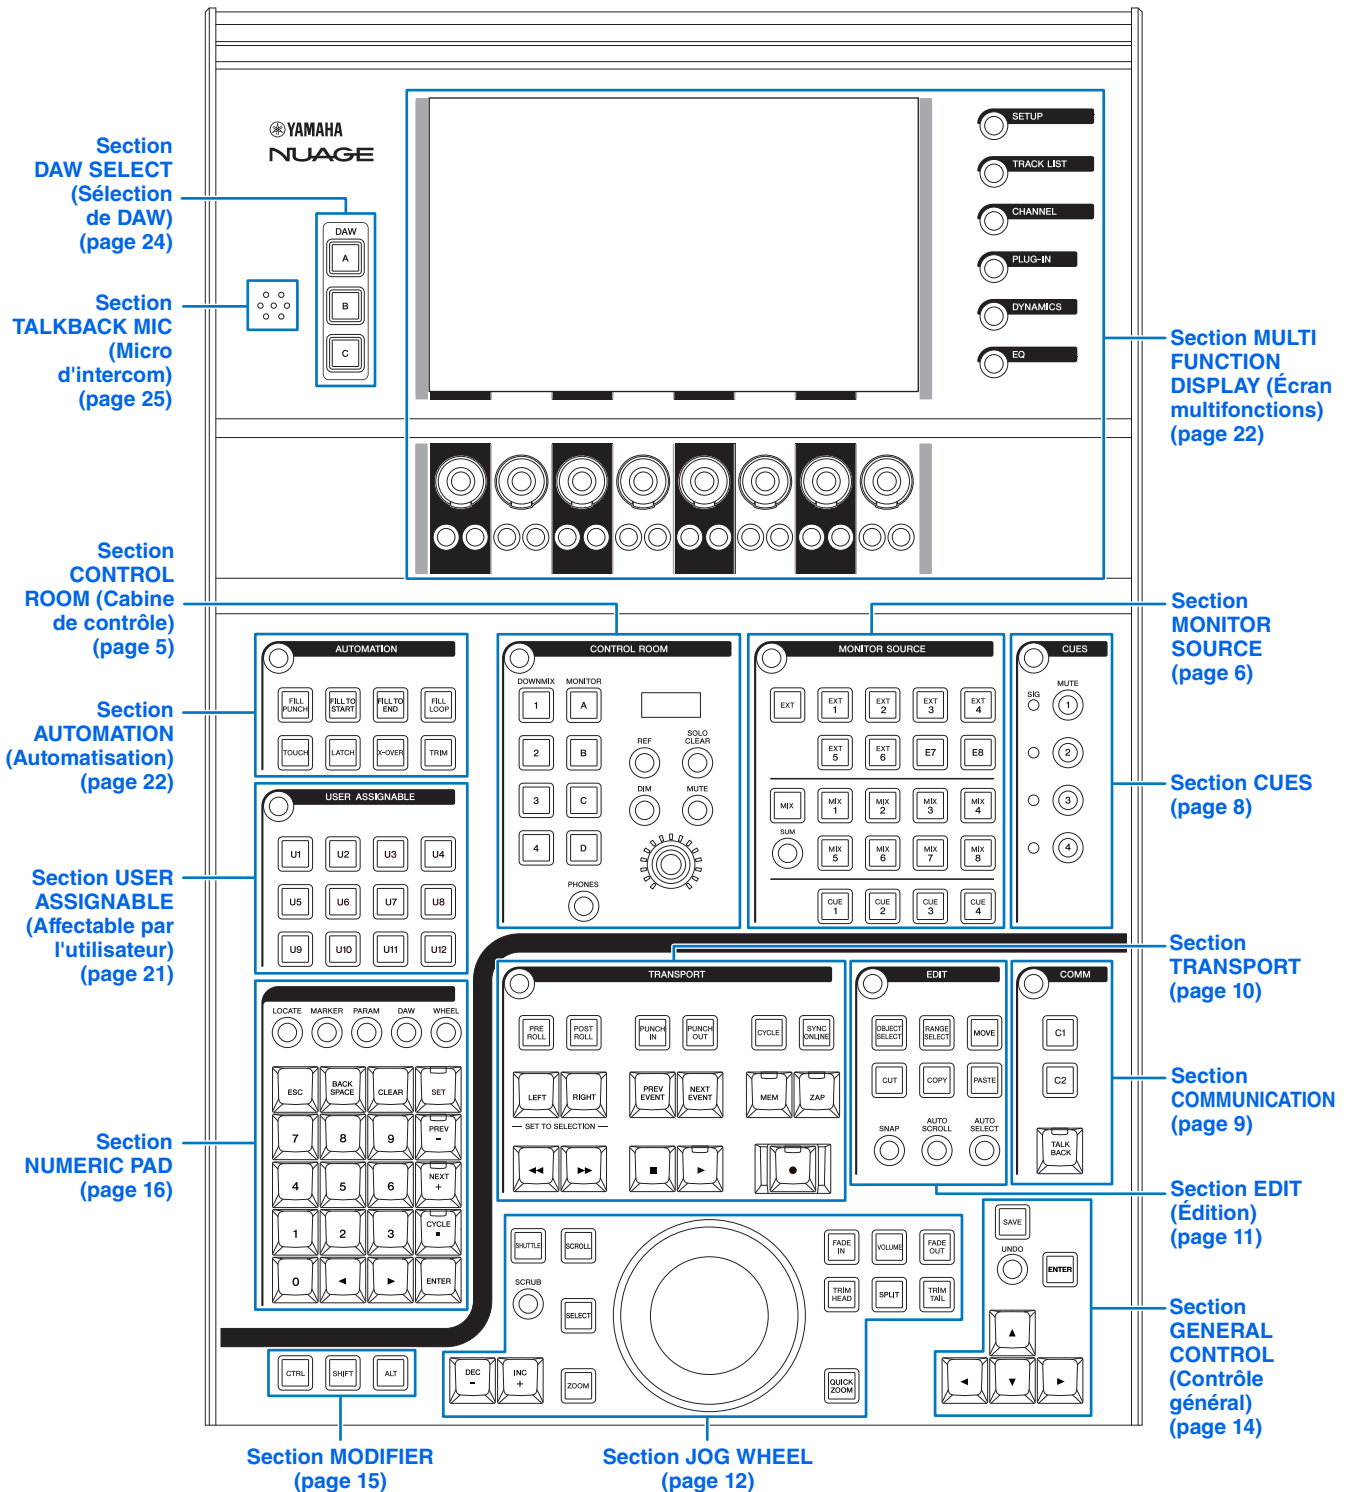 YAMAHA
NUAGE
Section
DAW SELECT
(Sélection
de DAW)
(page 24)
Section
TALKBACK MIC
(Micro
d'intercom)
(page 25)
DAW
A
B
C
SETUP
TRACK LIST
CHANNEL
PLUG-IN
DYNAMICS
EQ
Section MULTI
FUNCTION
DISPLAY (Écran
multifonctions)
(page 22)
Section
CONTROL
ROOM (Cabine
de contrôle)
(page 5)
Section
AUTOMATION
(Automatisation)
(page 22)
Section USER
ASSIGNABLE
(Affectable par
l'utilisateur)
(page 21)
Section
NUMERIC PAD
(page 16)
AUTOMATION
FILL PUNCH
FILL TO START
FILL TO END
FILL LOOP
TOUCH
LATCH
X-OVER
TRIM
USER ASSIGNABLE
U1 U2 U3 U4
U5 U6 U7 U8
U9 U10 U11 U12
CONTROL ROOM
DOWNMIX MONITOR
1 A
2 B
3 C
4 D
REF
SOLO CLEAR
DIM
MUTE
PHONES
MONITOR SOURCE
EXT
EXT 1
EXT 2
EXT 3
EXT 4
EXT 5
EXT 6
E7
E8
MIX
MIX 1
MIX 2
MIX 3
MIX 4
SUM
MIX 5
MIX 6
MIX 7
MIX 8
CUE 1
CUE 2
CUE 3
CUE 4
CUES
SIG
MUTE
1
2
3
4
Section
MONITOR
SOURCE
(page 6)
Section CUES
(page 8)
Section
TRANSPORT
(page 10)
Section
COMMUNICATION
(page 9)
Section EDIT
(Édition)
(page 11)
Section
GENERAL
CONTROL
(Contrôle
général)
(page 14)
LOCATE MARKER PARAM DAW WHEEL
ESC
BACK SPACE
CLEAR
SET
7 8 9
PREV -
4 5 6
NEXT +
1 2 3
CYCLE ■
0 ◄ ► ENTER
TRANSPORT
PRE ROLL
POST ROLL
PUNCH IN
PUNCH OUT
CYCLE
SYNC ONLINE
LEFT
RIGHT
PREV EVENT
NEXT EVENT
MEM
ZAP
SET TO SELECTION
◄◄ ►► ■ ► ●
EDIT
OBJECT SELECT
RANGE SELECT
MOVE
CUT
COPY
PASTE
SNAP
AUTO SCROLL
AUTO SELECT
COMM
C1
C2
TALK BACK
SHUTTLE
SCROLL
SCRUB
SELECT
DEC -
INC +
ZOOM
FADE IN
VOLUME
FADE OUT
TRIM HEAD
SPLIT
TRIM TAIL
QUICK ZOOM
SAVE
UNDO
ENTER
▲
◄ ▼ ►
CTRL SHIFT ALT
Section MODIFIER
(page 15)
Section JOG WHEEL
(page 12)